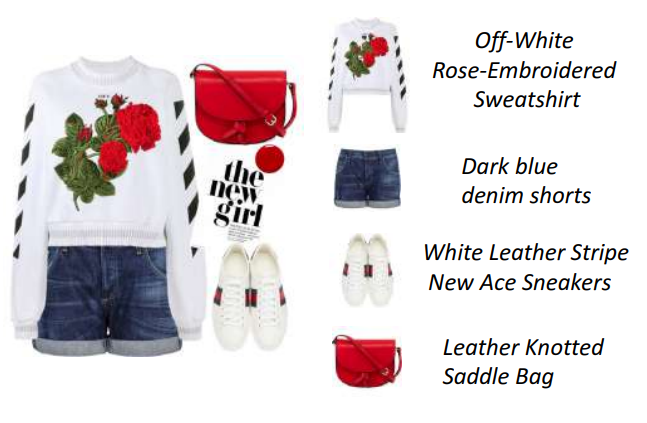 the
new
girl
Off-White
Rose-Embroidered
Sweatshirt
Dark blue
denim shorts
White Leather Stripe
New Ace Sneakers
Leather Knotted
Saddle Bag